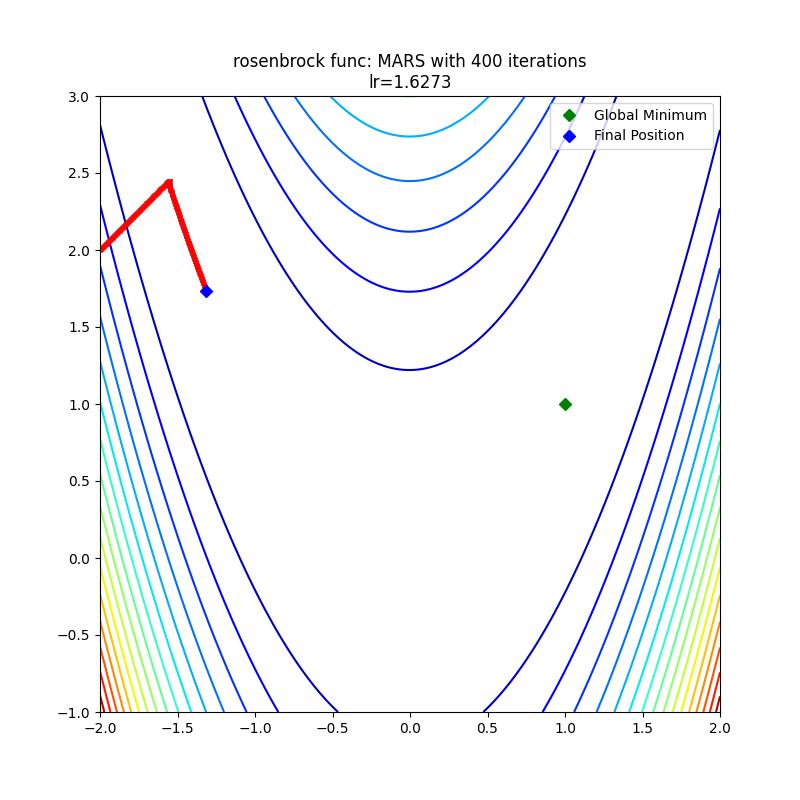 rosenbrock func: MARS with 400 iterations
lr=1.6273
Global Minimum
Final Position
3.0
2.5
2.0
1.5
1.0
0.5
0.0
−0.5
−1.0
−2.0 −1.5 −1.0 −0.5 0.0 0.5 1.0 1.5 2.0